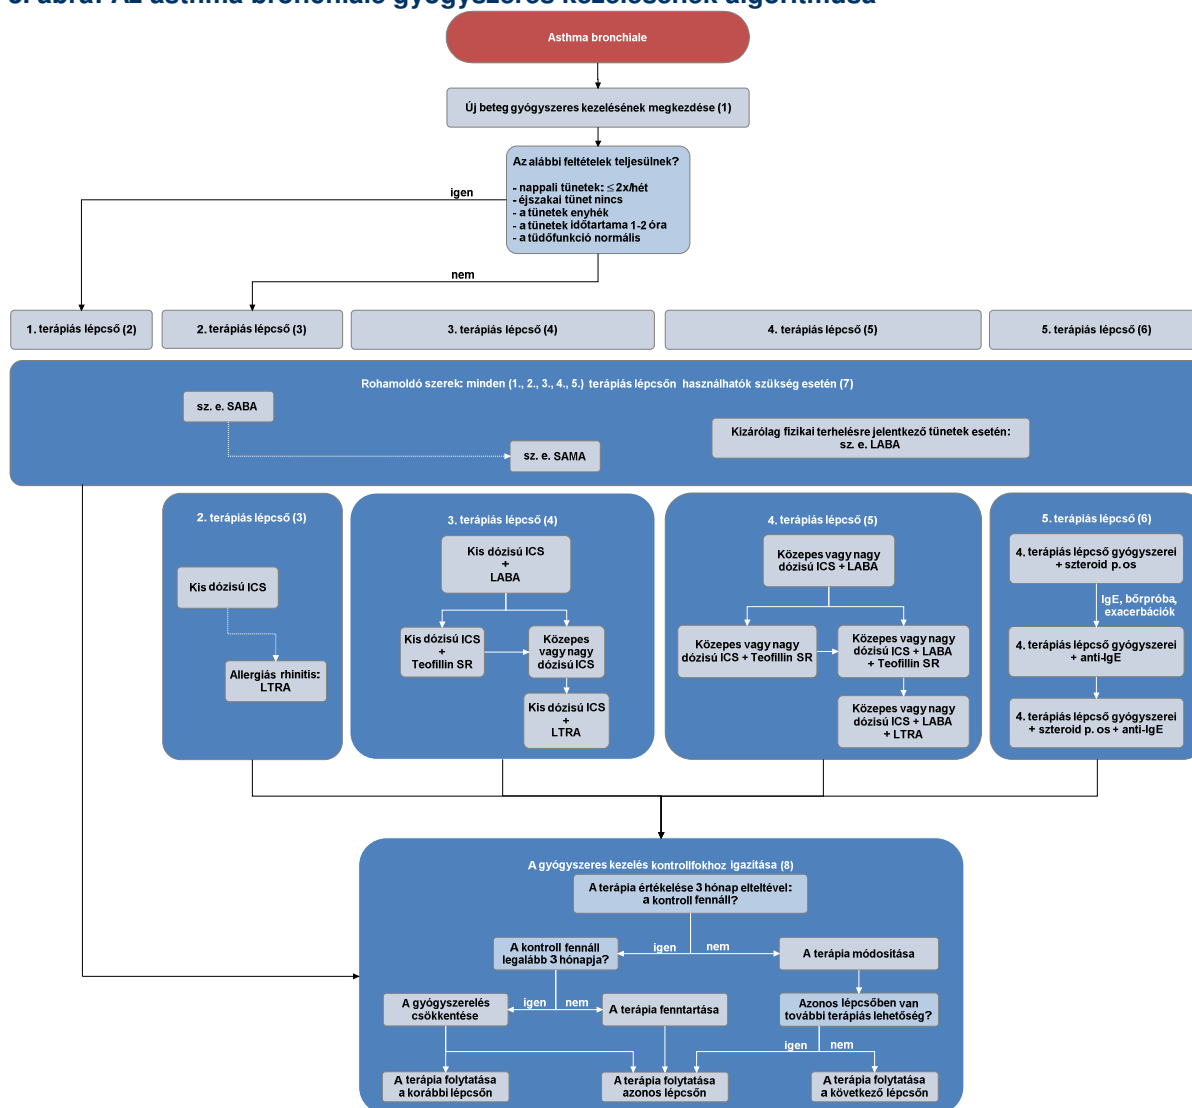 3. ábra: Az asthma bronchiale gyógyszeres kezelésének algoritmusa
Asthma bronchiale
Új beteg gyógyszeres kezelésének megkezdése (1)
Az alábbi feltételek teljesülnek?
- nappali tünetek: ≤ 2x/hét
- éjszakai tünet nincs
- a tünetek enyhék
- a tünetek időtartama 1-2 óra
- a tüdőfunkció normális
igen
nem
1. terápiás lépcső (2)
2. terápiás lépcső (3)
3. terápiás lépcső (4)
4. terápiás lépcső (5)
5. terápiás lépcső (6)
Rohamoldó szerek: minden (1., 2., 3., 4., 5.) terápiás lépcsőn használhatók szükség esetén (7)
sz. e. SABA
sz. e. SAMA
Kizárólag fizikai terhelésre jelentkező tünetek esetén:
sz. e. LABA
2. terápiás lépcső (3)
Kis dózisú ICS
Allergiás rhinitis:
LTRA
3. terápiás lépcső (4)
Kis dózisú ICS
+
LABA
Kis dózisú ICS
+
Teofillin SR
Közepes
vagy nagy
dózisú ICS
Kis dózisú ICS
+
LTRA
4. terápiás lépcső (5)
Közepes vagy nagy
dózisú ICS + LABA
Közepes vagy nagy
dózisú ICS + Teofillin SR
Közepes vagy nagy
dózisú ICS + LABA
+ Teofillin SR
Közepes vagy nagy
dózisú ICS + LABA
+ LTRA
5. terápiás lépcső (6)
4. terápiás lépcső gyógyszerei
+ szteroid p. os
IgE, bőrpróba,
exacerbációk
4. terápiás lépcső gyógyszerei
+ anti-IgE
4. terápiás lépcső gyógyszerei
+ szteroid p. os + anti-IgE
A gyógyszeres kezelés kontrollfokhoz igazítása (8)
A terápia értékelése 3 hónap elteltével:
a kontroll fennáll?
igen
nem
A kontroll fennáll
legalább 3 hónapja?
A terápia módosítása
igen
nem
A gyógyszerelés
csökkentése
A terápia fenntartása
Azonos lépcsőben van
további terápiás lehetőség?
igen
nem
A terápia folytatása
a korábbi lépcsőn
A terápia folytatása
azonos lépcsőn
A terápia folytatása
a következő lépcsőn